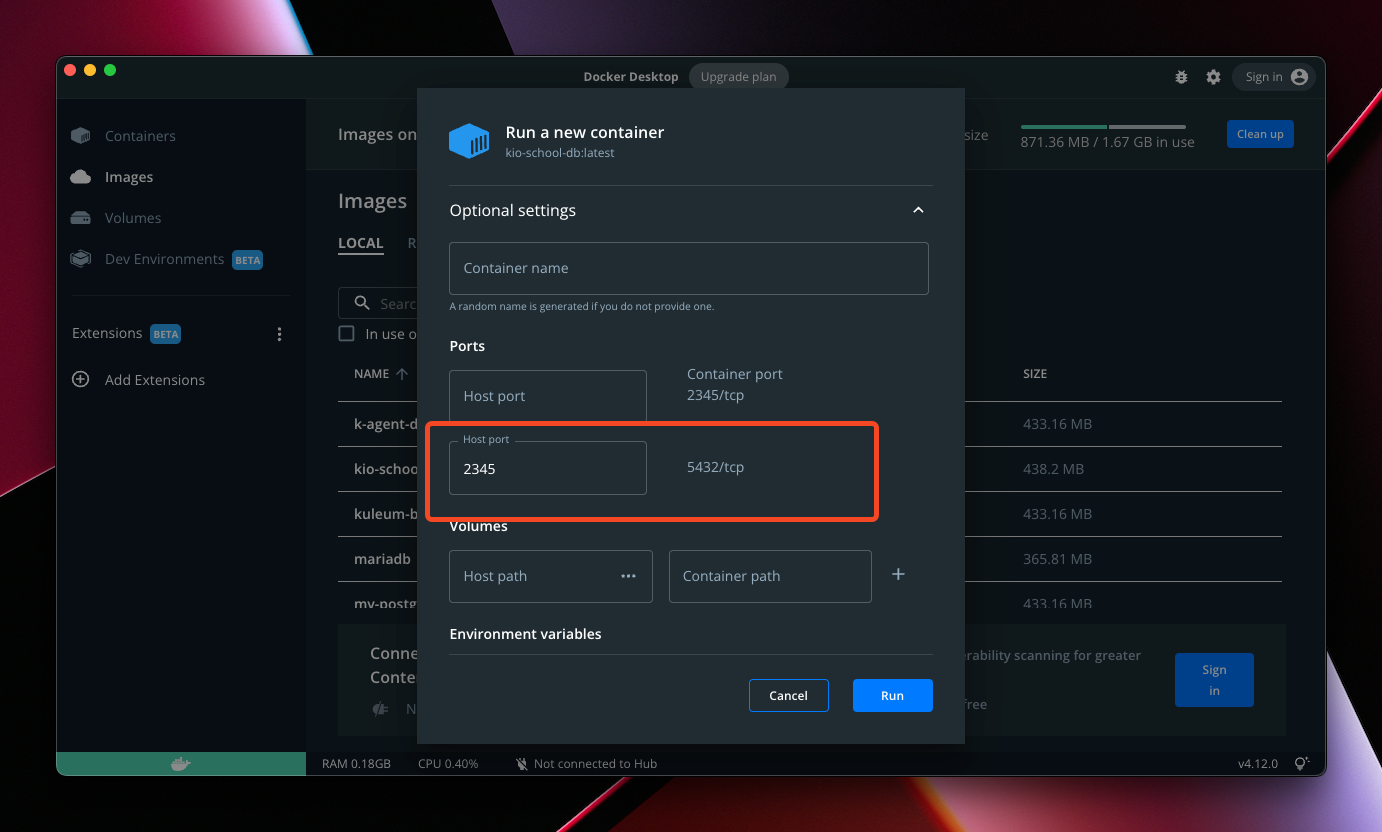 Docker Desktop
Upgrade plan
Sign in
Containers
Images
Volumes
Dev Environments BETA
Extensions BETA
Add Extensions
Images on
size
871.36 MB / 1.67 GB in use
Clean up
Images
LOCAL
R
Searc
In use o
NAME
SIZE
k-agent-d
433.16 MB
kio-schoo
438.2 MB
kuleum-b
433.16 MB
mariadb
365.81 MB
my-postg
433.16 MB
Conne
Conte
N
erability scanning for greater
free
Sign
in
Run a new container
kio-school-db:latest
Optional settings
Container name
A random name is generated if you do not provide one.
Ports
Host port
Container port
2345/tcp
Host port
2345
5432/tcp
Volumes
Host path
Container path
Environment variables
Cancel
Run
RAM 0.18GB
CPU 0.40%
Not connected to Hub
v4.12.0